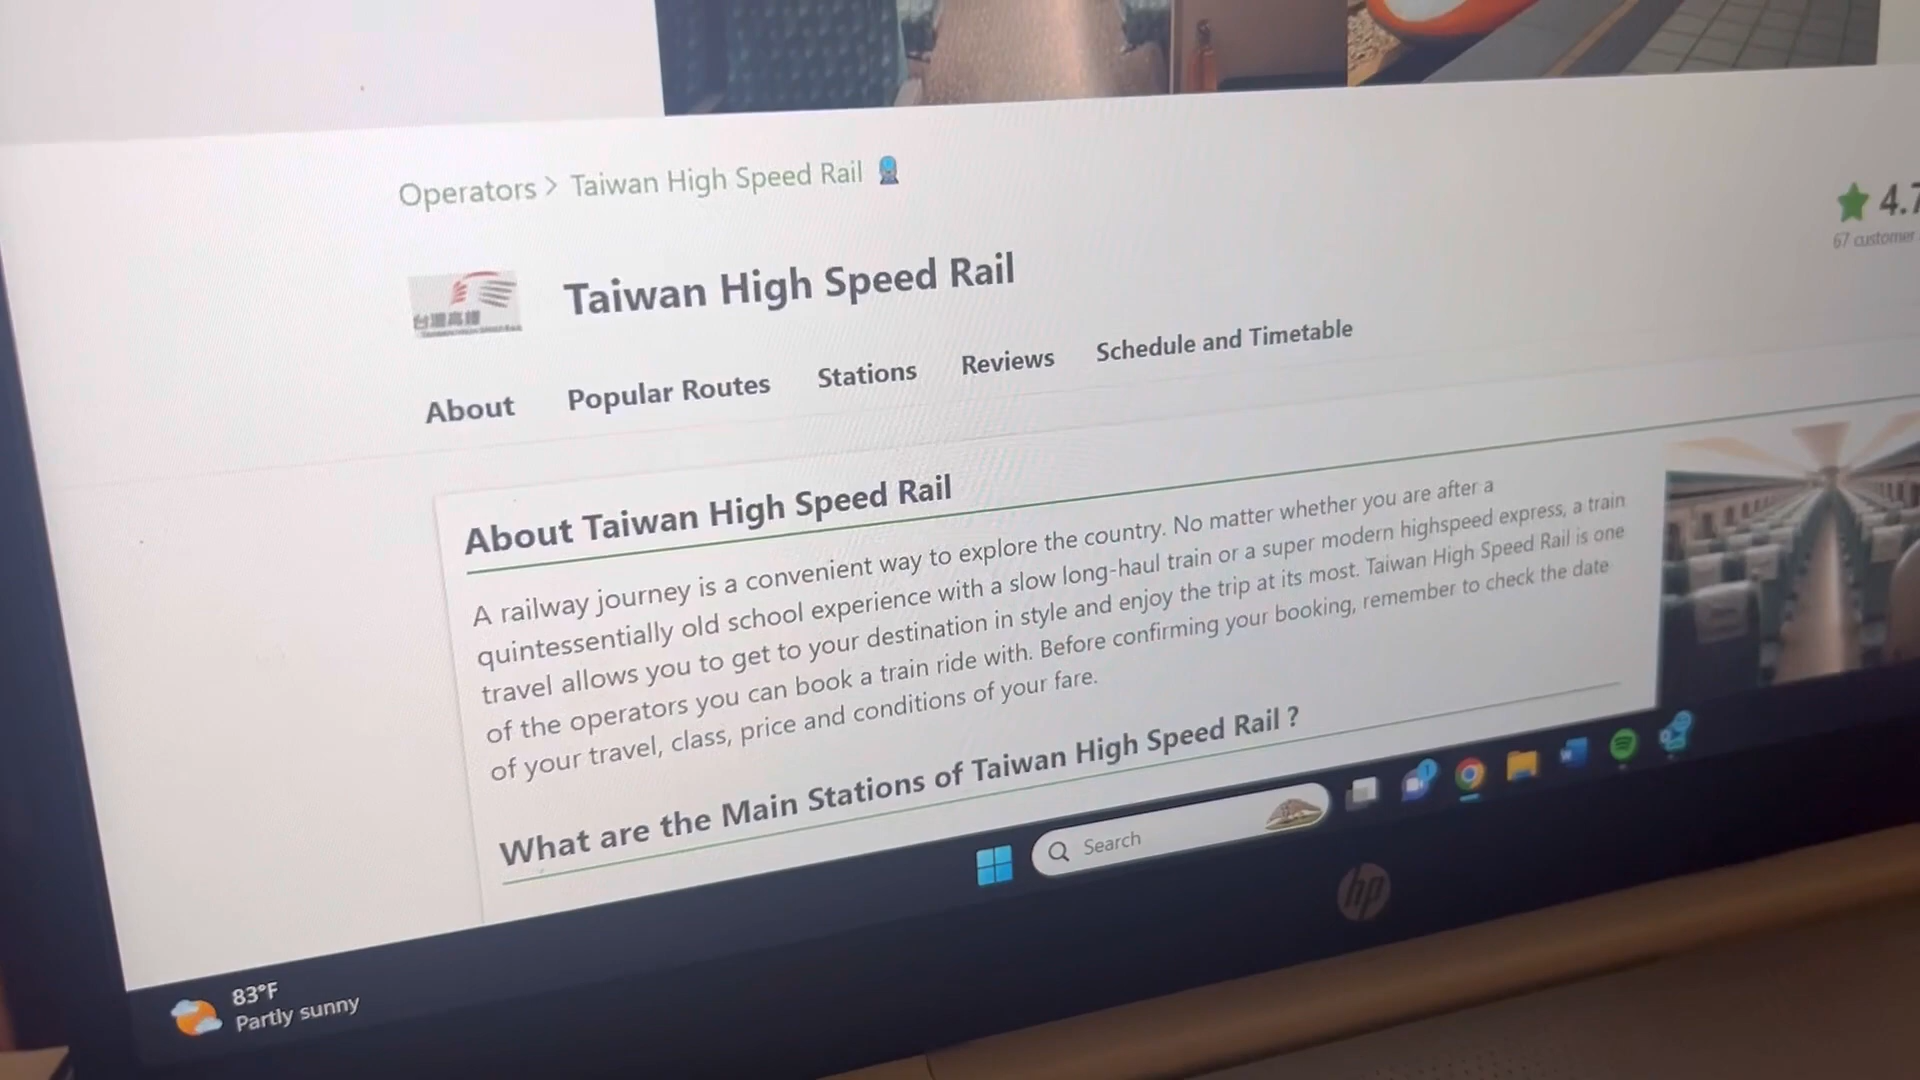 Operators > Taiwan High Speed Rail
4.7
67 customer
台灣高鐵
Taiwan High Speed Rail
About Popular Routes Stations Reviews Schedule and Timetable
About Taiwan High Speed Rail
A railway journey is a convenient way to explore the country. No matter whether you are after a
quintessentially old school experience with a slow long-haul train or a super modern highspeed express, a train
travel allows you to get to your destination in style and enjoy the trip at its most. Taiwan High Speed Rail is one
of the operators you can book a train ride with. Before confirming your booking, remember to check the date
of your travel, class, price and conditions of your fare.
What are the Main Stations of Taiwan High Speed Rail ?
Search
hp
83°F
Partly sunny